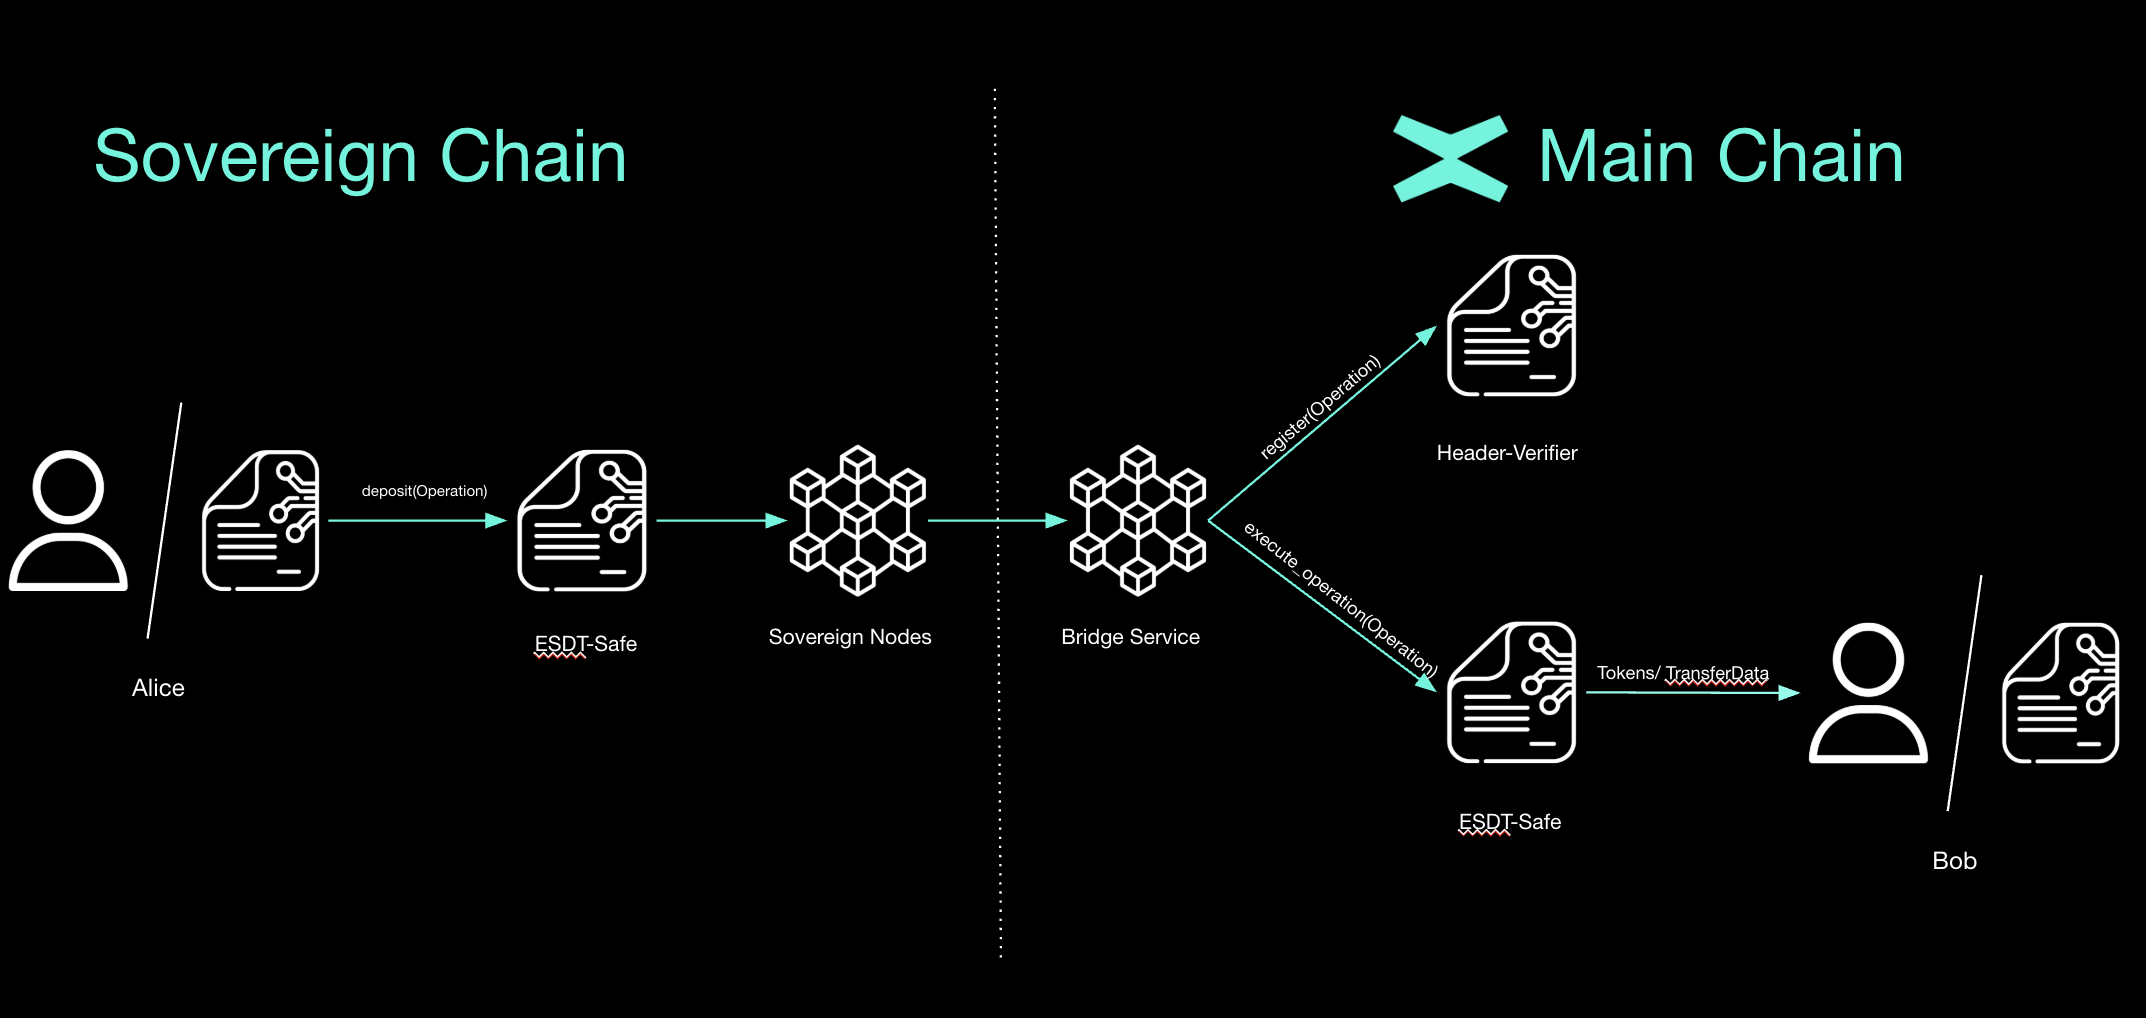 Sovereign Chain
Main Chain
deposit(Operation)
register(Operation)
execute_operation(Operation)
Header-Verifier
ESDT-Safe
Sovereign Nodes
Bridge Service
Tokens/ TransferData
Alice
ESDT-Safe
Bob